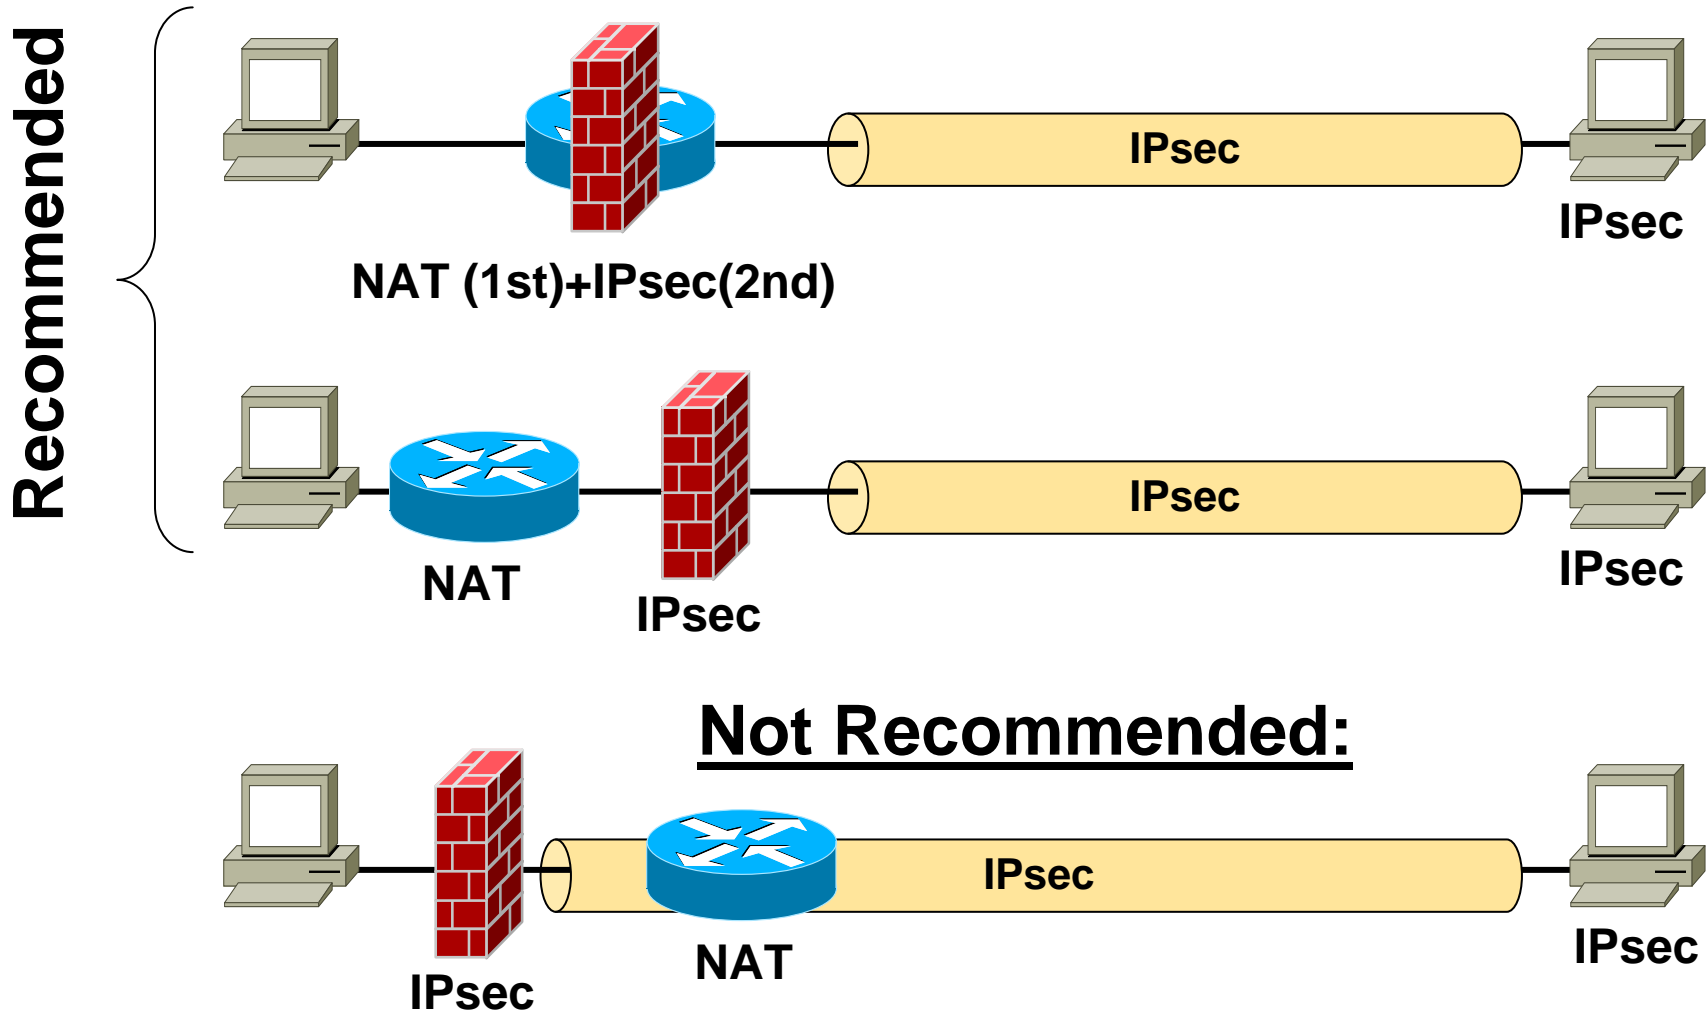 Recommended
IPsec
IPsec
NAT (1st)+IPsec(2nd)
IPsec
IPsec
NAT
IPsec
Not Recommended:
IPsec
IPsec
NAT
IPsec